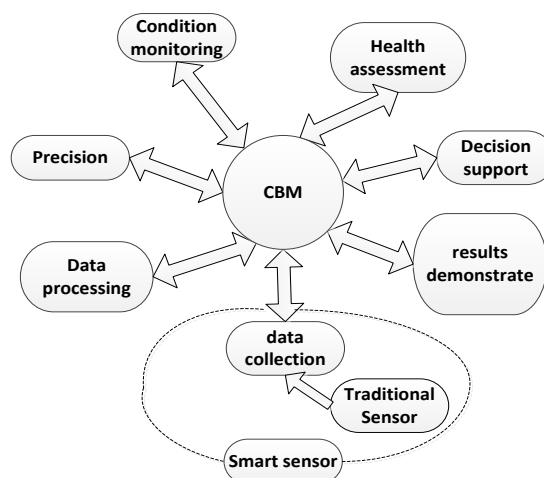 Condition
monitoring
Health
assessment
Precision
CBM
Decision
support
Data
processing
results
demonstrate
data
collection
Traditional
Sensor
Smart sensor